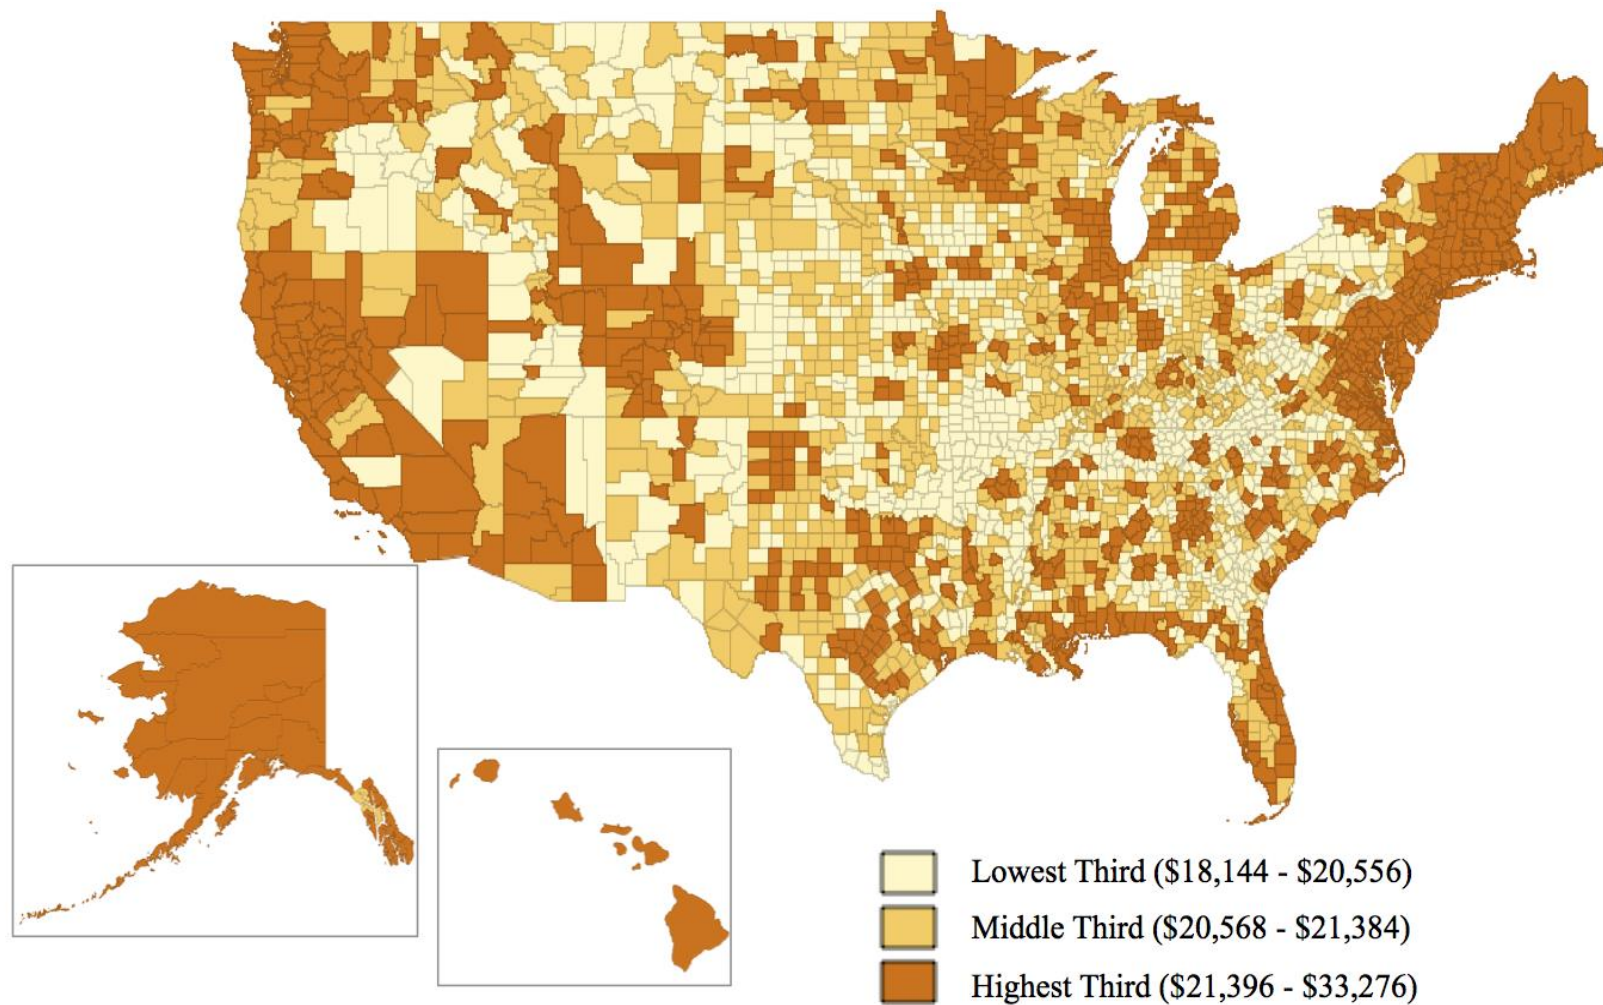 Lowest Third ($18,144 - $20,556)
Middle Third ($20,568 - $21,384)
Highest Third ($21,396 - $33,276)